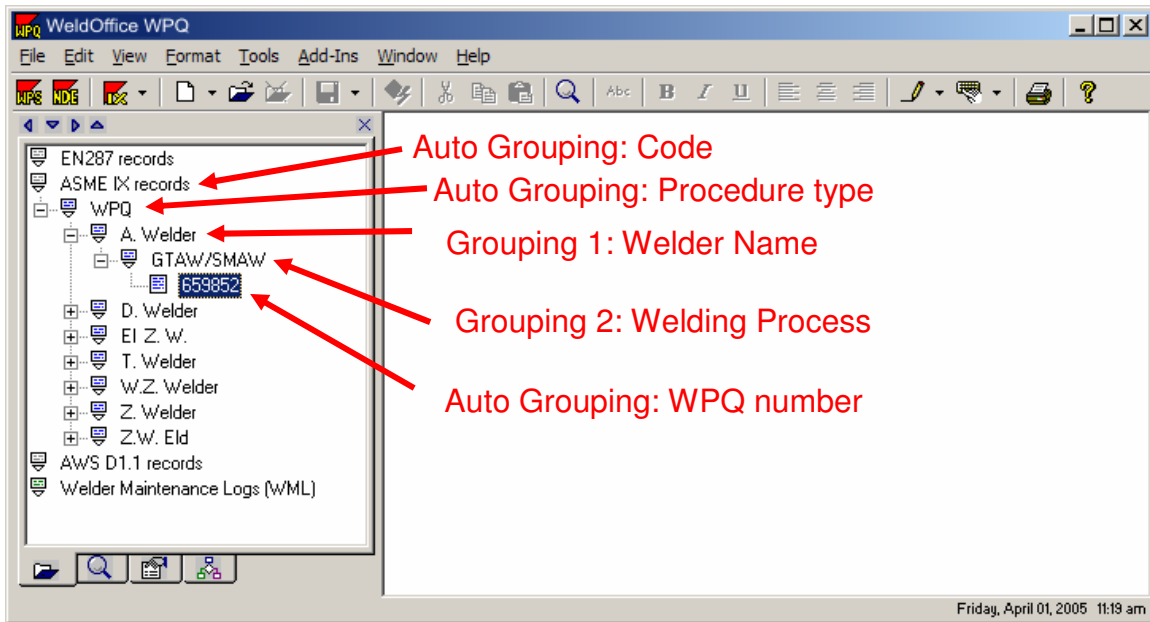 WPQ WeldOffice WPQ
File Edit View Format Tools Add-Ins Window Help
WPS NDE Abc B I U ?
EN287 records
Auto Grouping: Code
ASME IX records
Auto Grouping: Procedure type
WPQ
A. Welder
Grouping 1: Welder Name
GTAW/SMAW
659852
D. Welder
Grouping 2: Welding Process
EI Z. W.
T. Welder
W.Z. Welder
Auto Grouping: WPQ number
Z. Welder
Z.W. Eld
AWS D1.1 records
Welder Maintenance Logs (WML)
Friday, April 01, 2005 11:19 am